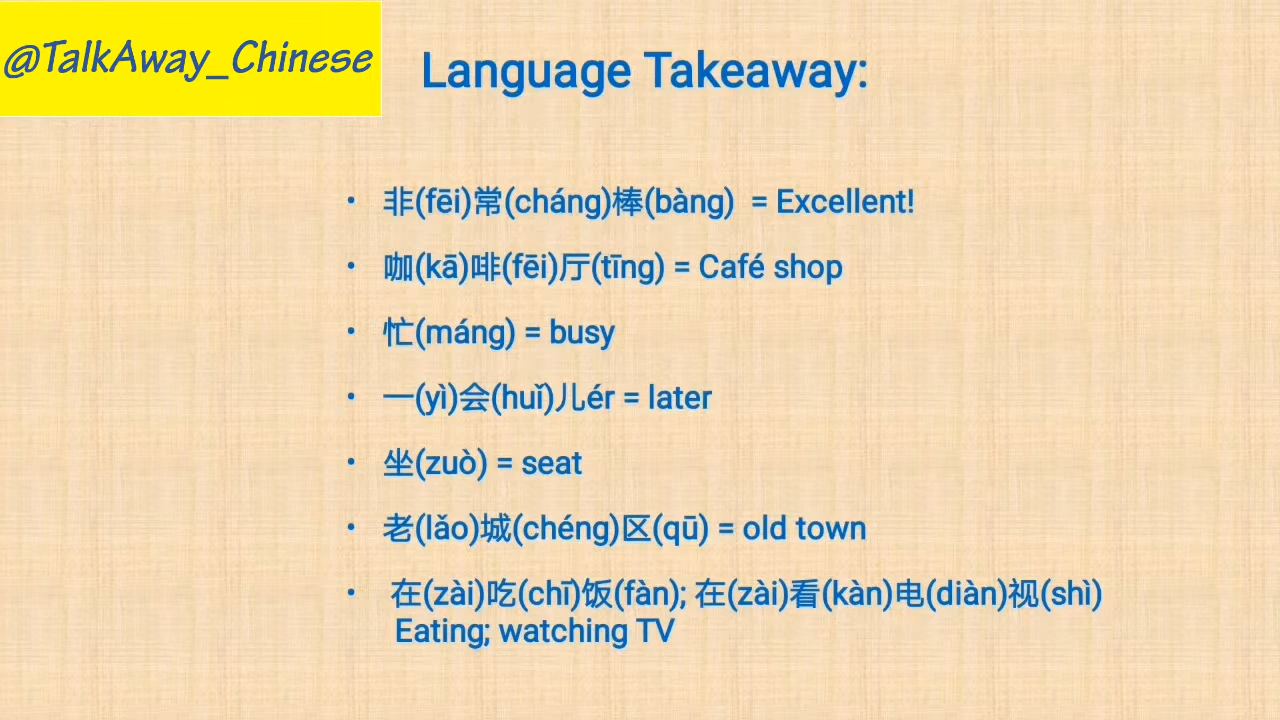 @TalkAway_Chinese
Language Takeaway:
• 非(fēi)常(cháng)棒(bàng)  = Excellent!
• 咖(kā)啡(fēi)厅(tīng) = Café shop
• 忙(máng) = busy
• 一(yì)会(huǐ)儿ér = later
• 坐(zuò) = seat
• 老(lǎo)城(chéng)区(qū) = old town
• 在(zài)吃(chī)饭(fàn); 在(zài)看(kàn)电(diàn)视(shì)
Eating; watching TV